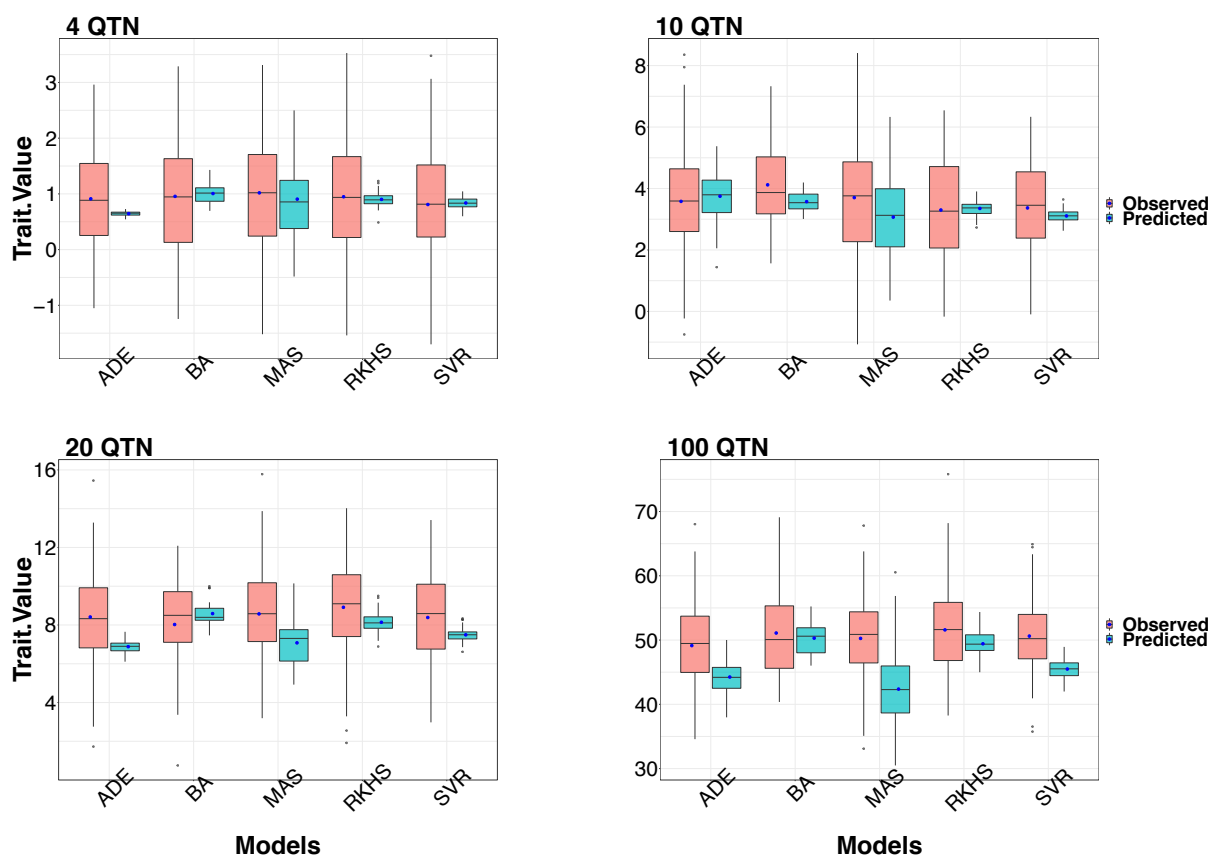 4 QTN
10 QTN
Trait.Value
3
2
1
0
−1
ADE
BA
MAS
RKHS
SVR
8
6
4
2
0
ADE
BA
MAS
RKHS
SVR
Observed
Predicted
20 QTN
100 QTN
Trait.Value
16
12
8
4
ADE
BA
MAS
RKHS
SVR
Models
70
60
50
40
30
ADE
BA
MAS
RKHS
SVR
Models
Observed
Predicted